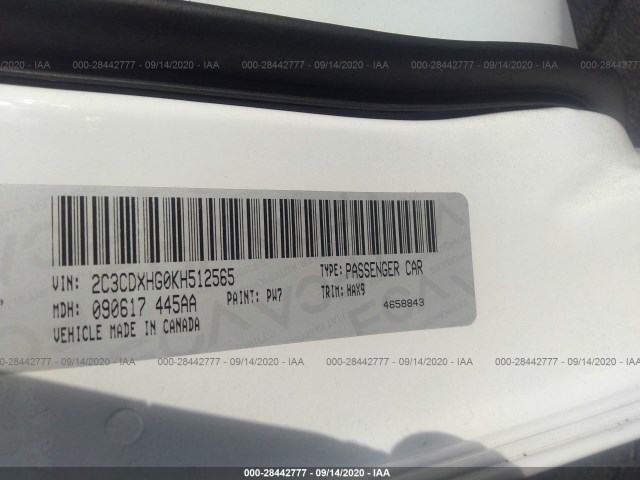 000-28442777 - 09/14/2020 - IAA
000-28442777 - 09/14/2020 - IAA
000-28442777 - 09/14/2020 - IAA
VIN: 2C3CDXHG0KH512565 TYPE: PASSENGER CAR
MDH: 090617 445AA PAINT: PW7 TRIM: HAX9
VEHICLE MADE IN CANADA 4658843
000-28442777 - 09/14/2020 - IAA
000-28442777 - 09/14/2020 - IAA
000-28442777 - 09/14/2020 - IAA
000-28442777 - 09/14/2020 - IAA